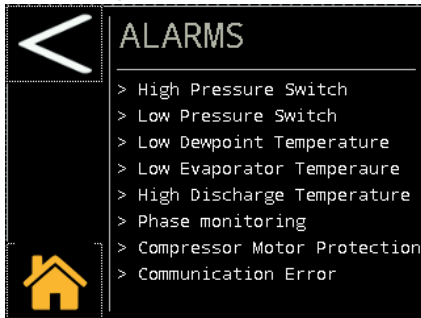 ALARMS
> High Pressure Switch
> Low Pressure Switch
> Low Dewpoint Temperature
> Low Evaporator Temperaure
> High Discharge Temperature
> Phase monitoring
> Compressor Motor Protection
> Communication Error